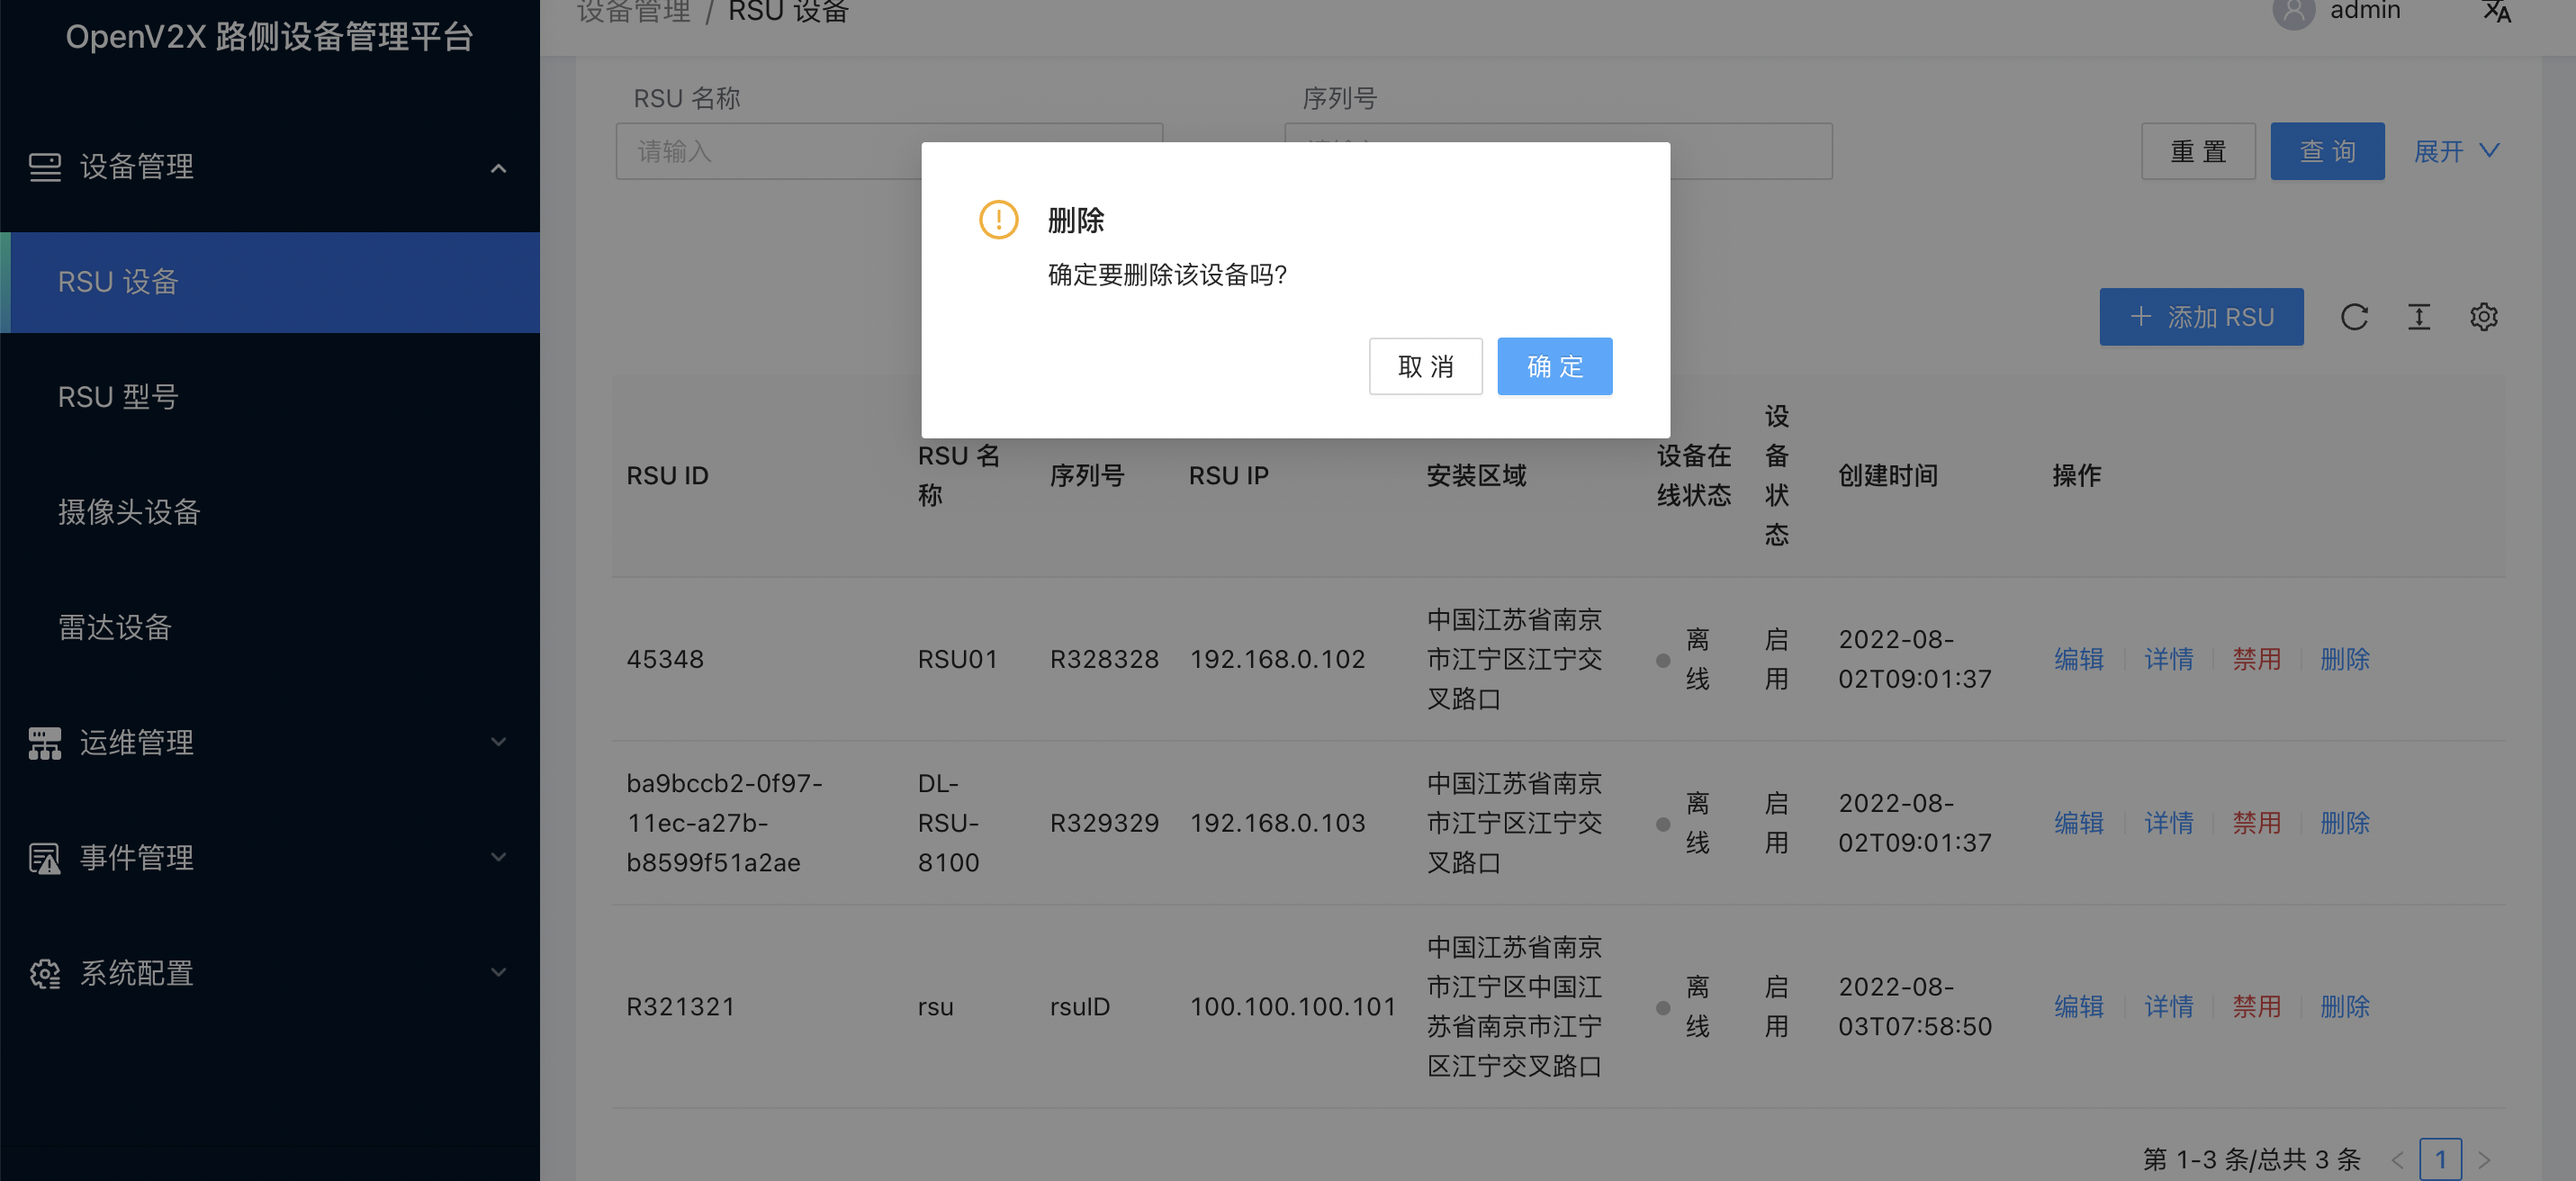 OpenV2X 路侧设备管理平台
设备管理
RSU 设备
RSU 型号
摄像头设备
雷达设备
运维管理
事件管理
系统配置
设备管理 / RSU 设备
admin
RSU 名称
请输入
序列号
重 置
查 询
展开
删除
确定要删除该设备吗?
取 消
确 定
添加 RSU
RSU ID
RSU 名
称
序列号
RSU IP
安装区域
设备在
线状态
设
备
状
态
创建时间
操作
45348
RSU01
R328328
192.168.0.102
中国江苏省南京
市江宁区江宁交
叉路口
离
线
启
用
2022-08-
02T09:01:37
编辑
详情
禁用
删除
ba9bccb2-0f97-
11ec-a27b-
b8599f51a2ae
DL-
RSU-
8100
R329329
192.168.0.103
中国江苏省南京
市江宁区江宁交
叉路口
离
线
启
用
2022-08-
02T09:01:37
编辑
详情
禁用
删除
R321321
rsu
rsuID
100.100.100.101
中国江苏省南京
市江宁区中国江
苏省南京市江宁
区江宁交叉路口
离
线
启
用
2022-08-
03T07:58:50
编辑
详情
禁用
删除
第 1-3 条/总共 3 条
1